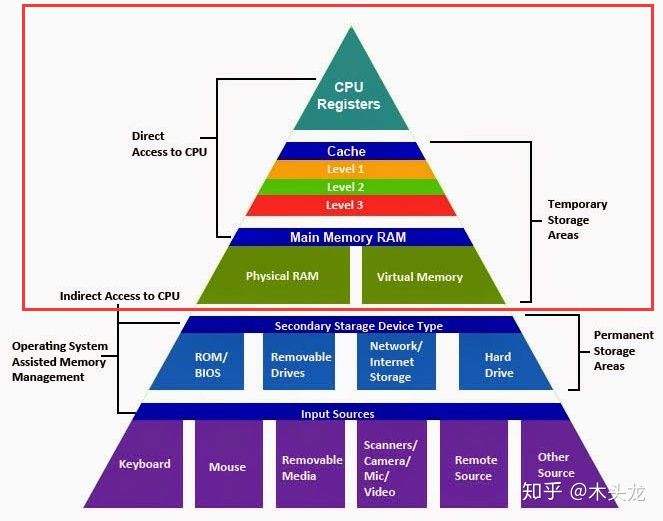 CPU
Registers
Direct
Access to CPU
Cache
Level 1
Level 2
Level 3
Temporary
Storage
Areas
Main Memory RAM
Physical RAM
Virtual Memory
Indirect Access to CPU
Secondary Starage Device Type
Operating System
Assisted Memory
Management
ROM/
BIOS
Removable
Drives
Network/
Internet
Storage
Hard
Drive
Permanent
Storage
Areas
Input Sources
Keyboard
Mouse
Removable
Media
Scanners/
Camera/
Mic/
Video
Remote
Source
Other
Source
知乎 @木头龙